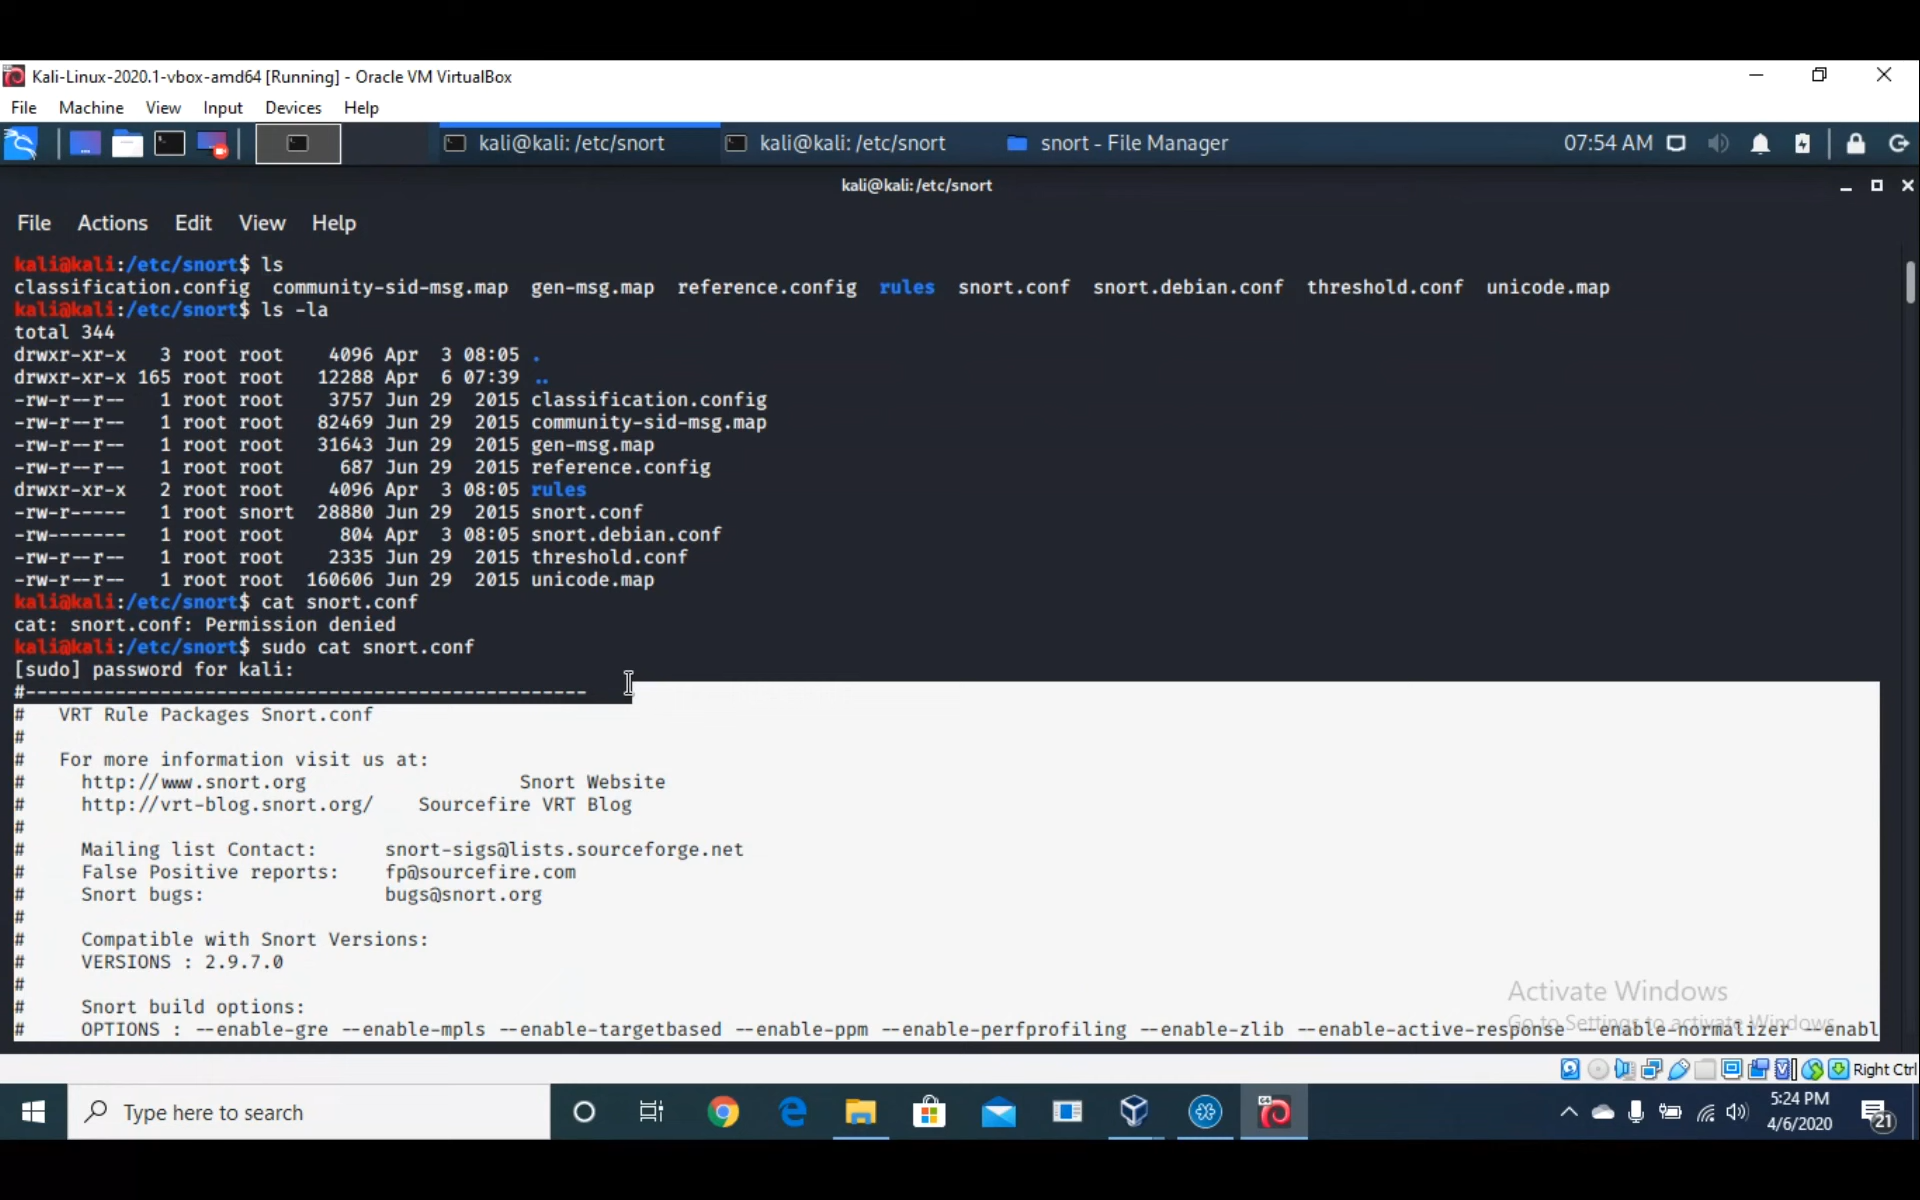 Kali-Linux-2020.1-vbox-amd64 [Running] - Oracle VM VirtualBox
File Machine View Input Devices Help
kali@kali: /etc/snort kali@kali: /etc/snort snort - File Manager 07:54 AM
kali@kali:/etc/snort
File Actions Edit View Help
kali@kali:/etc/snort$ ls
classification.config community-sid-msg.map gen-msg.map reference.config rules snort.conf snort.debian.conf threshold.conf unicode.map
kali@kali:/etc/snort$ ls -la
total 344
drwxr-xr-x 3 root root 4096 Apr 3 08:05 .
drwxr-xr-x 165 root root 12288 Apr 6 07:39 ..
-rw-r--r-- 1 root root 3757 Jun 29 2015 classification.config
-rw-r--r-- 1 root root 82469 Jun 29 2015 community-sid-msg.map
-rw-r--r-- 1 root root 31643 Jun 29 2015 gen-msg.map
-rw-r--r-- 1 root root 687 Jun 29 2015 reference.config
drwxr-xr-x 2 root root 4096 Apr 3 08:05 rules
-rw-r----- 1 root snort 28880 Jun 29 2015 snort.conf
-rw------- 1 root root 804 Apr 3 08:05 snort.debian.conf
-rw-r--r-- 1 root root 2335 Jun 29 2015 threshold.conf
-rw-r--r-- 1 root root 160606 Jun 29 2015 unicode.map
kali@kali:/etc/snort$ cat snort.conf
cat: snort.conf: Permission denied
kali@kali:/etc/snort$ sudo cat snort.conf
[sudo] password for kali:
#--------------------------------------------------
# VRT Rule Packages Snort.conf
#
# For more information visit us at:
# http://www.snort.org Snort Website
# http://vrt-blog.snort.org/ Sourcefire VRT Blog
#
# Mailing list Contact: snort-sigs@lists.sourceforge.net
# False Positive reports: fp@sourcefire.com
# Snort bugs: bugs@snort.org
#
# Compatible with Snort Versions:
# VERSIONS : 2.9.7.0
#
# Snort build options:
# OPTIONS : --enable-gre --enable-mpls --enable-targetbased --enable-ppm --enable-perfprofiling --enable-zlib --enable-active-response --enable-normalizer --enabl
Activate Windows
Go to Settings to activate Windows.
Right Ctrl
Type here to search
64
5:24 PM
4/6/2020
21